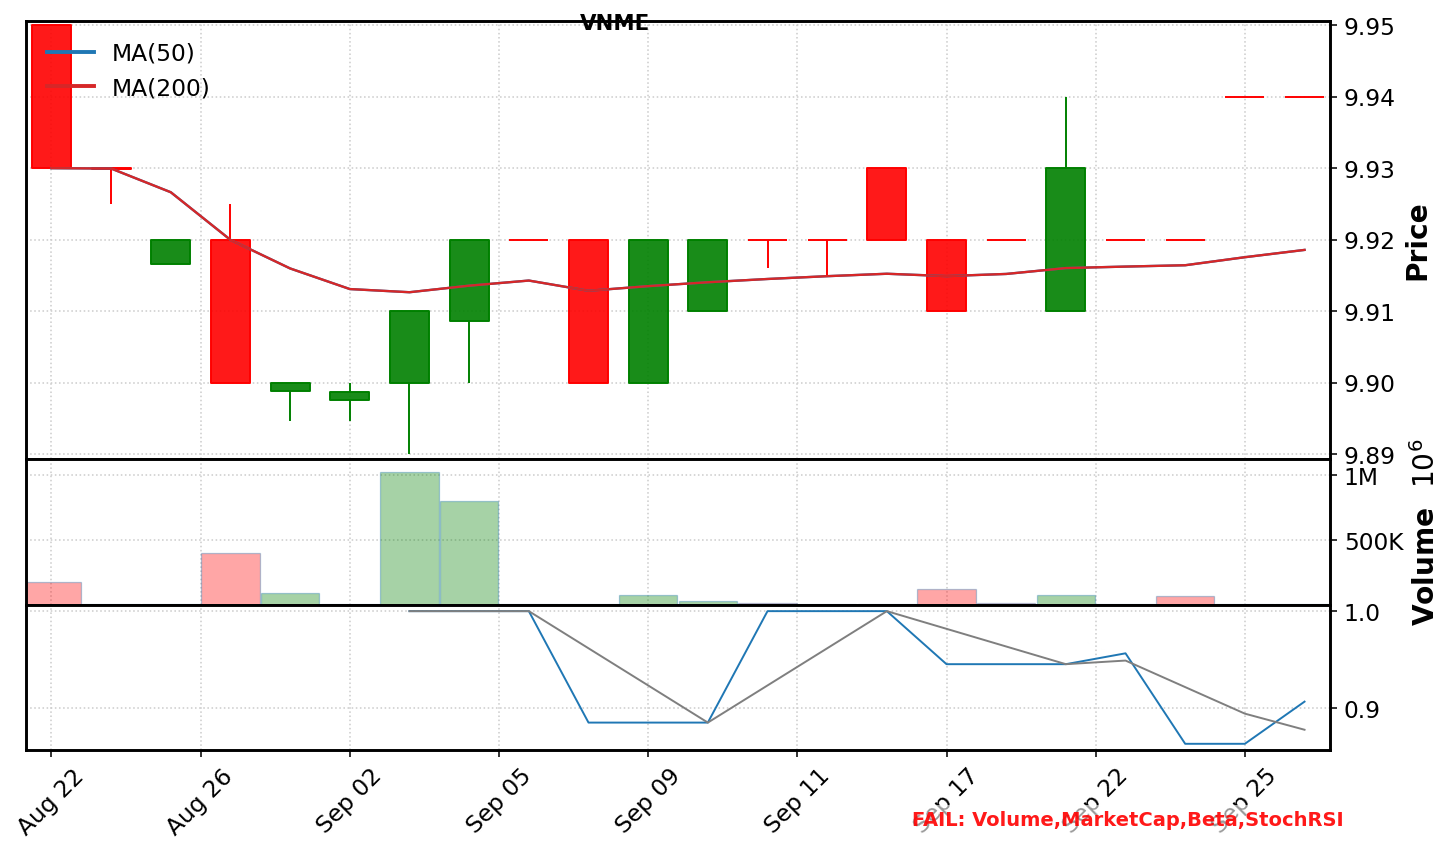 VNME
MA(50)
MA(200)
9.95
9.94
9.93
9.92
9.91
9.90
9.89
Price
1M
500K
Volume 10^6
1.0
0.9
Aug 22
Aug 26
Sep 02
Sep 05
Sep 09
Sep 11
Sep 17
Sep 22
Sep 25
FAIL: Volume,MarketCap,Beta,StochRSI